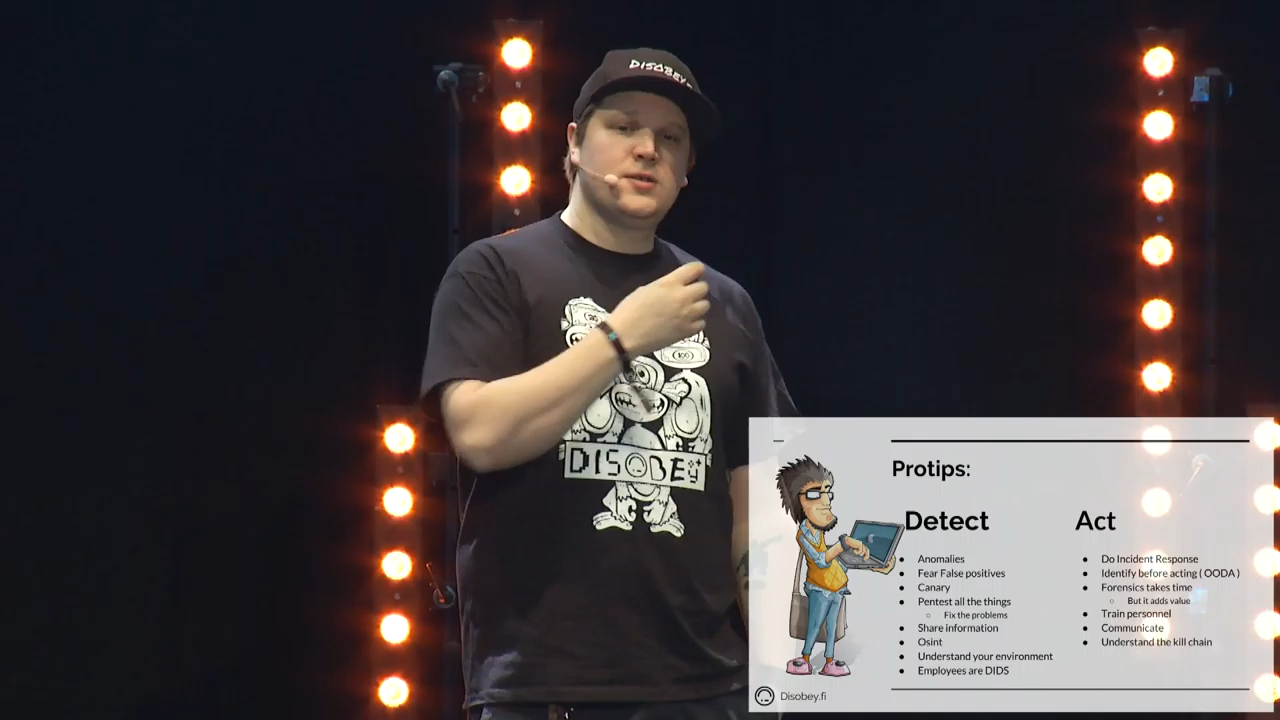 DISOBEY
DISOBEY
Protips:
Detect
Anomalies
Fear False positives
Canary
Pentest all the things
Fix the problems
Share information
Osint
Understand your environment
Employees are DIDS
Act
Do Incident Response
Identify before acting ( OODA )
Forensics takes time
But it adds value
Train personnel
Communicate
Understand the kill chain
Disobey.fi